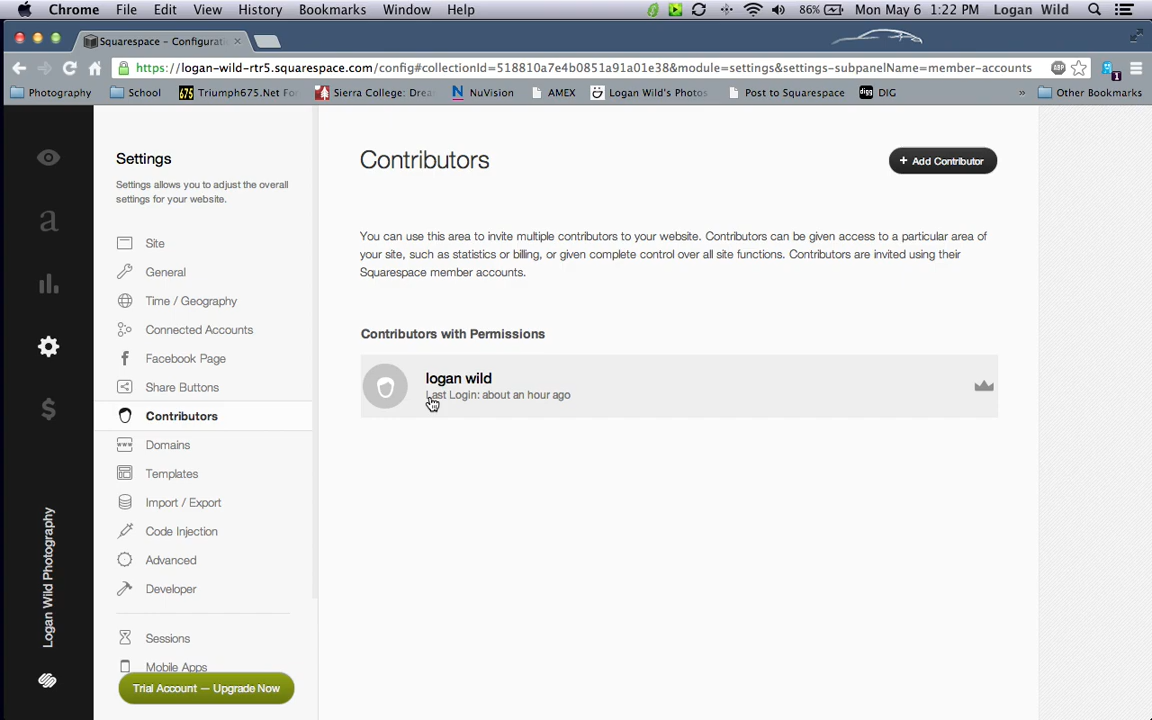 Chrome File Edit View History Bookmarks Window Help 86% Mon May 6 1:22 PM Logan Wild
Squarespace - Configurati
https://logan-wild-rtr5.squarespace.com/config#collectionId=518810a7e4b0851a91a01e38&module=settings&settings-subpanelName=member-accounts ABP 1
Photography School 675 Triumph675.Net Fo Sierra College: Drea N NuVision AMEX Logan Wild's Photos Post to Squarespace digg DIG » Other Bookmarks
Settings
Settings allows you to adjust the overall
settings for your website.
Site
General
Time / Geography
Connected Accounts
Facebook Page
Share Buttons
Contributors
Domains
Templates
Import / Export
Code Injection
Advanced
Developer
Sessions
Mobile Apps
Trial Account — Upgrade Now
Logan Wild Photography
Contributors
+ Add Contributor
You can use this area to invite multiple contributors to your website. Contributors can be given access to a particular area of
your site, such as statistics or billing, or given complete control over all site functions. Contributors are invited using their
Squarespace member accounts.
Contributors with Permissions
logan wild
Last Login: about an hour ago